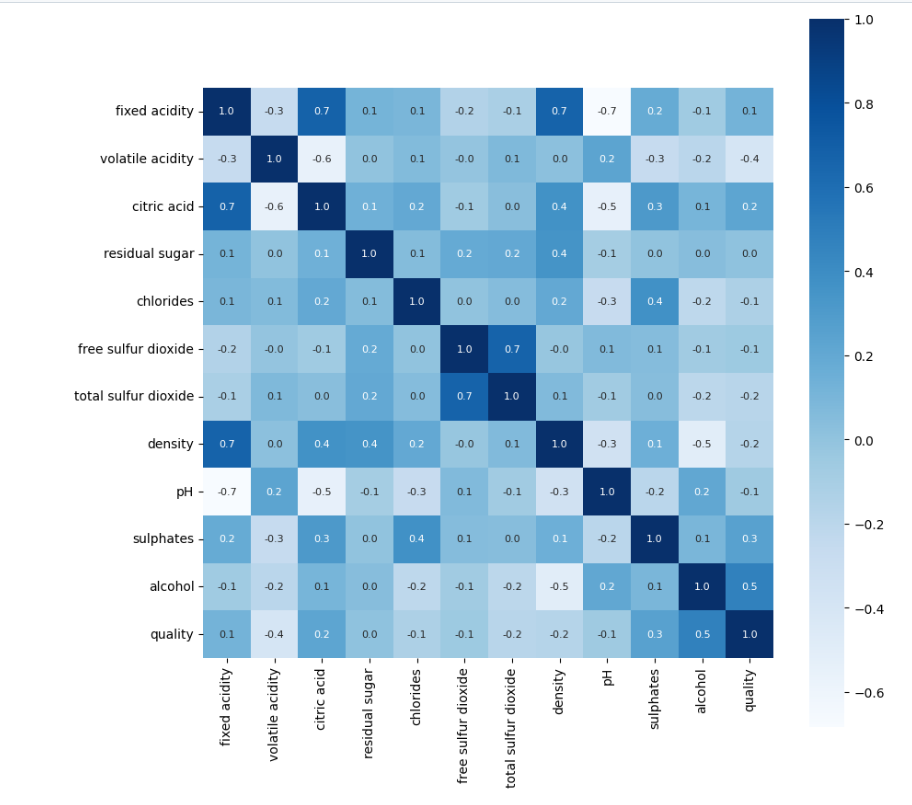 1.0
fixed acidity 1.0 -0.3 0.7 0.1 0.1 -0.2 -0.1 0.7 -0.7 0.2 -0.1 0.1
0.8
volatile acidity -0.3 1.0 -0.6 0.0 0.1 -0.0 0.1 0.0 0.2 -0.3 -0.2 -0.4
0.6
citric acid 0.7 -0.6 1.0 0.1 0.2 -0.1 0.0 0.4 -0.5 0.3 0.1 0.2
residual sugar 0.1 0.0 0.1 1.0 0.1 0.2 0.2 0.4 -0.1 0.0 0.0 0.0
0.4
chlorides 0.1 0.1 0.2 0.1 1.0 0.0 0.0 0.2 -0.3 0.4 -0.2 -0.1
free sulfur dioxide -0.2 -0.0 -0.1 0.2 0.0 1.0 0.7 -0.0 0.1 0.1 -0.1 -0.1
0.2
total sulfur dioxide -0.1 0.1 0.0 0.2 0.0 0.7 1.0 0.1 -0.1 0.0 -0.2 -0.2
0.0
density 0.7 0.0 0.4 0.4 0.2 -0.0 0.1 1.0 -0.3 0.1 -0.5 -0.2
pH -0.7 0.2 -0.5 -0.1 -0.3 0.1 -0.1 -0.3 1.0 -0.2 0.2 -0.1
−0.2
sulphates 0.2 -0.3 0.3 0.0 0.4 0.1 0.0 0.1 -0.2 1.0 0.1 0.3
alcohol -0.1 -0.2 0.1 0.0 -0.2 -0.1 -0.2 -0.5 0.2 0.1 1.0 0.5
−0.4
quality 0.1 -0.4 0.2 0.0 -0.1 -0.1 -0.2 -0.2 -0.1 0.3 0.5 1.0
−0.6
fixed acidity
volatile acidity
citric acid
residual sugar
chlorides
free sulfur dioxide
total sulfur dioxide
density
pH
sulphates
alcohol
quality